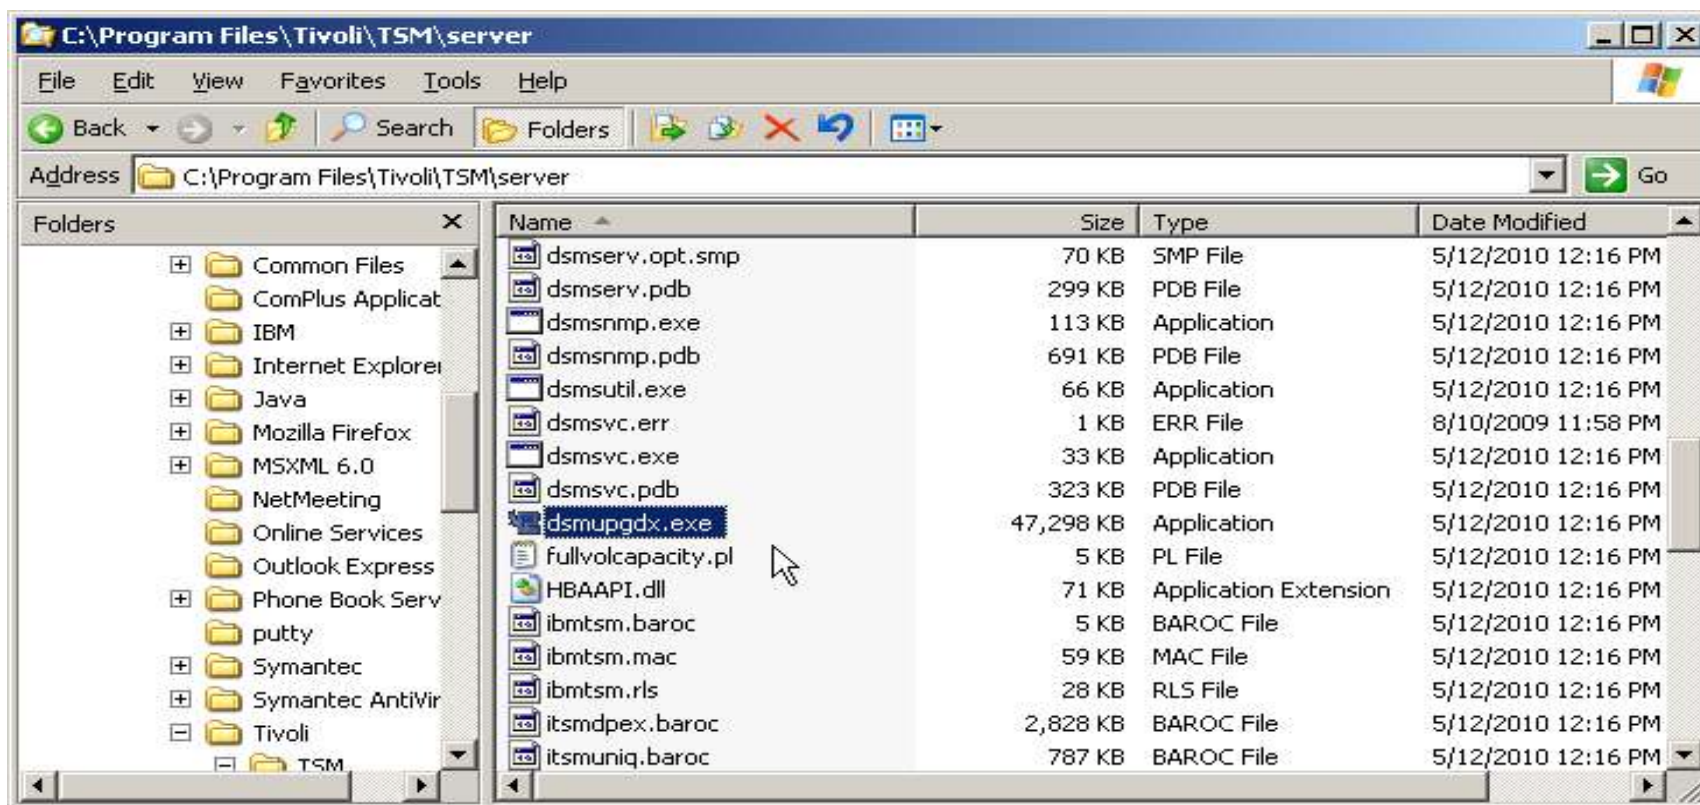 C:\Program Files\Tivoli\TSM\server
File Edit View Favorites Tools Help
Back Search Folders
Address C:\Program Files\Tivoli\TSM\server Go
Folders
Common Files
ComPlus Applicat
IBM
Internet Explorer
Java
Mozilla Firefox
MSXML 6.0
NetMeeting
Online Services
Outlook Express
Phone Book Serv
putty
Symantec
Symantec AntiVir
Tivoli
TSM
Name Size Type Date Modified
dsmserv.opt.smp 70 KB SMP File 5/12/2010 12:16 PM
dsmserv.pdb 299 KB PDB File 5/12/2010 12:16 PM
dsmsnmp.exe 113 KB Application 5/12/2010 12:16 PM
dsmsnmp.pdb 691 KB PDB File 5/12/2010 12:16 PM
dsmsutil.exe 66 KB Application 5/12/2010 12:16 PM
dsmsvc.err 1 KB ERR File 8/10/2009 11:58 PM
dsmsvc.exe 33 KB Application 5/12/2010 12:16 PM
dsmsvc.pdb 323 KB PDB File 5/12/2010 12:16 PM
dsmupgdx.exe 47,298 KB Application 5/12/2010 12:16 PM
fullvolcapacity.pl 5 KB PL File 5/12/2010 12:16 PM
HBAAPI.dll 71 KB Application Extension 5/12/2010 12:16 PM
ibmtsm.baroc 5 KB BAROC File 5/12/2010 12:16 PM
ibmtsm.mac 59 KB MAC File 5/12/2010 12:16 PM
ibmtsm.rls 28 KB RLS File 5/12/2010 12:16 PM
itsmdpex.baroc 2,828 KB BAROC File 5/12/2010 12:16 PM
itsmuniq.baroc 787 KB BAROC File 5/12/2010 12:16 PM